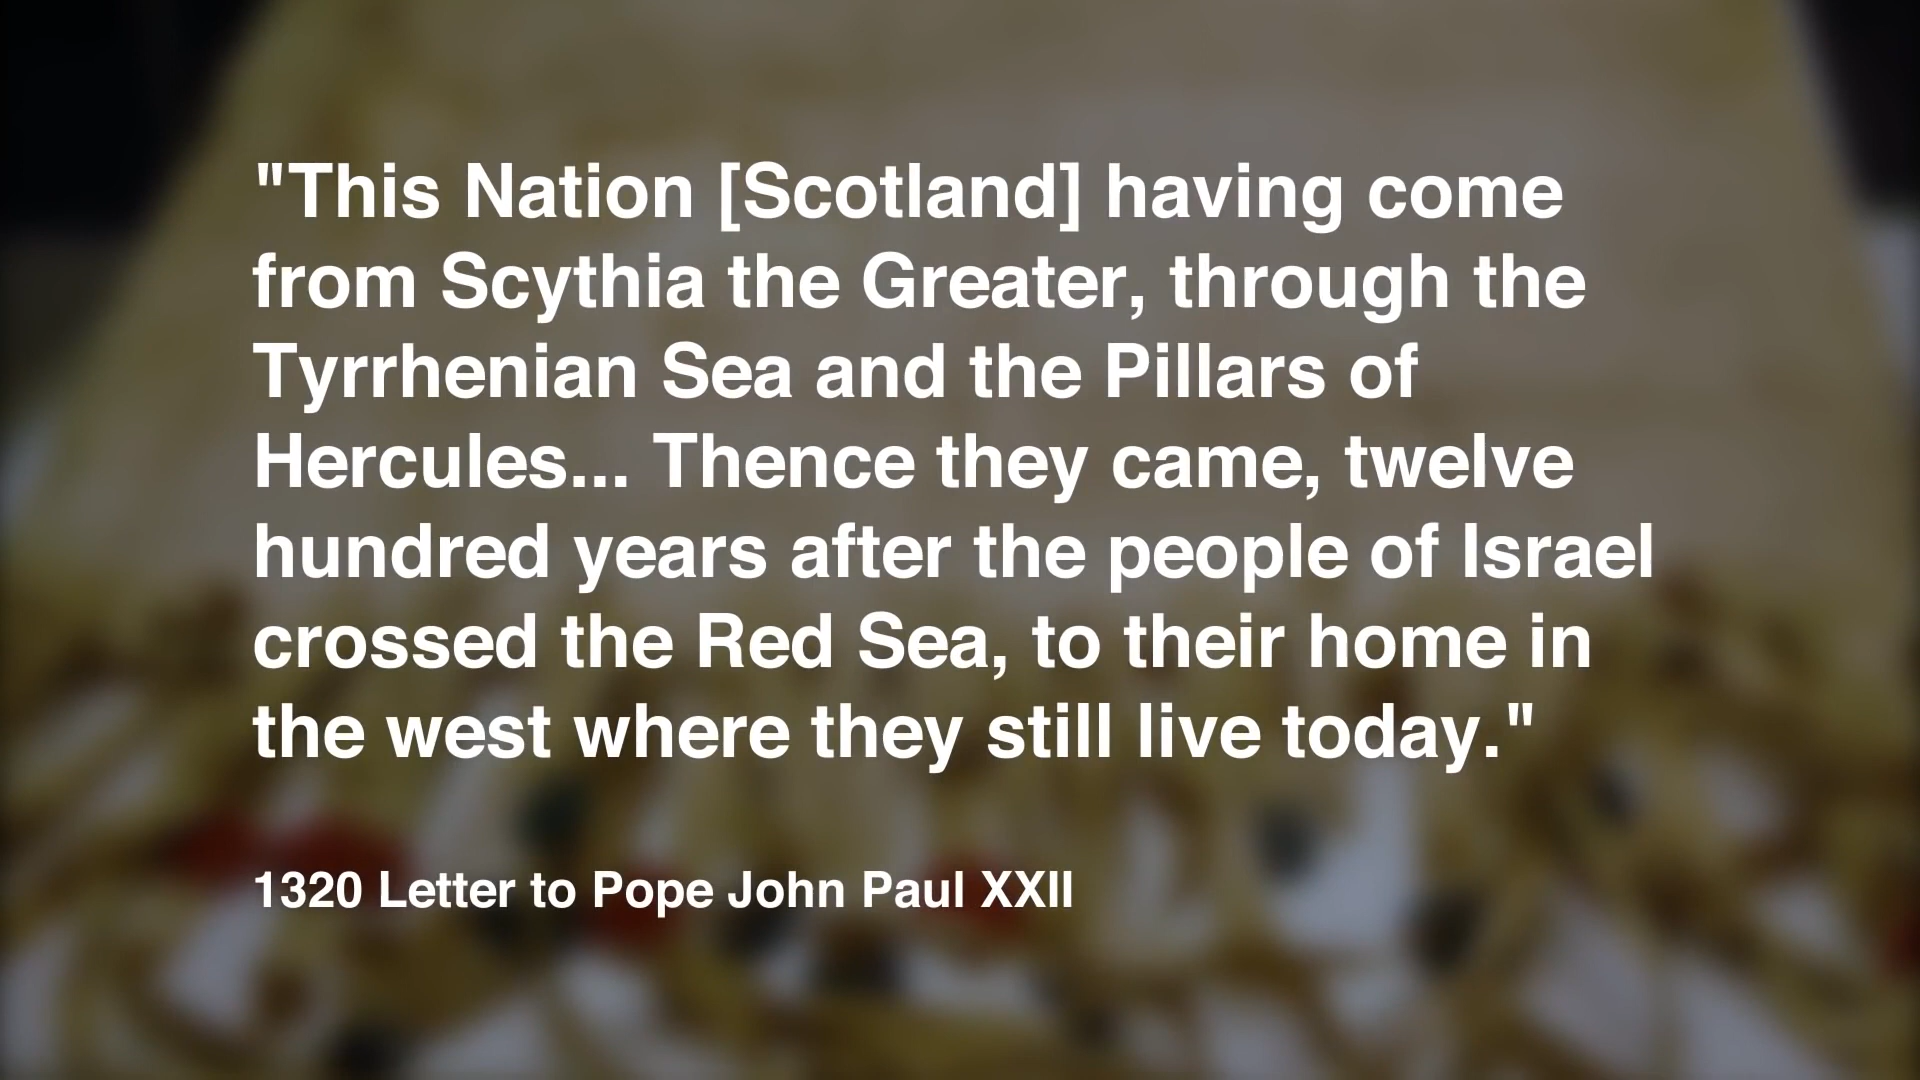 "This Nation [Scotland] having come
from Scythia the Greater, through the
Tyrrhenian Sea and the Pillars of
Hercules... Thence they came, twelve
hundred years after the people of Israel
crossed the Red Sea, to their home in
the west where they still live today."
1320 Letter to Pope John Paul XXII